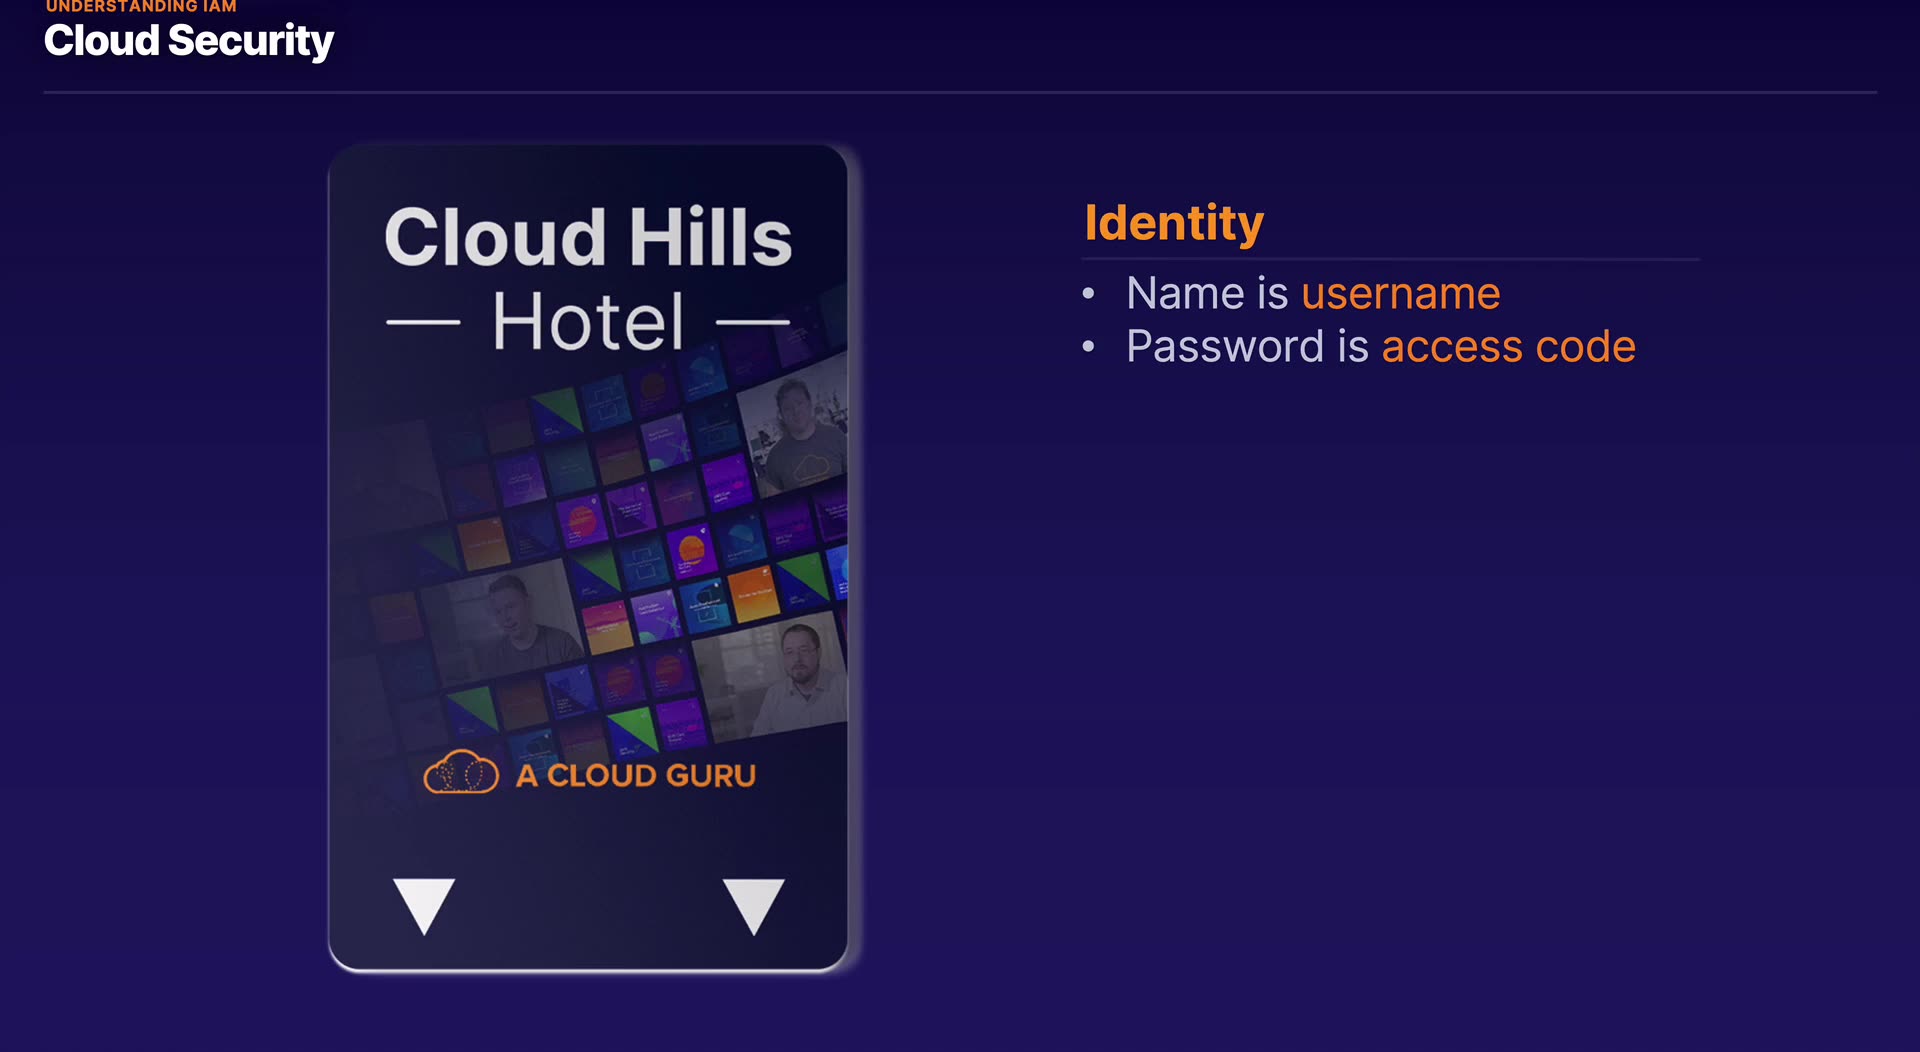 UNDERSTANDING IAM
Cloud Security
Cloud Hills
Hotel
A CLOUD GURU
Identity
• Name is username
• Password is access code